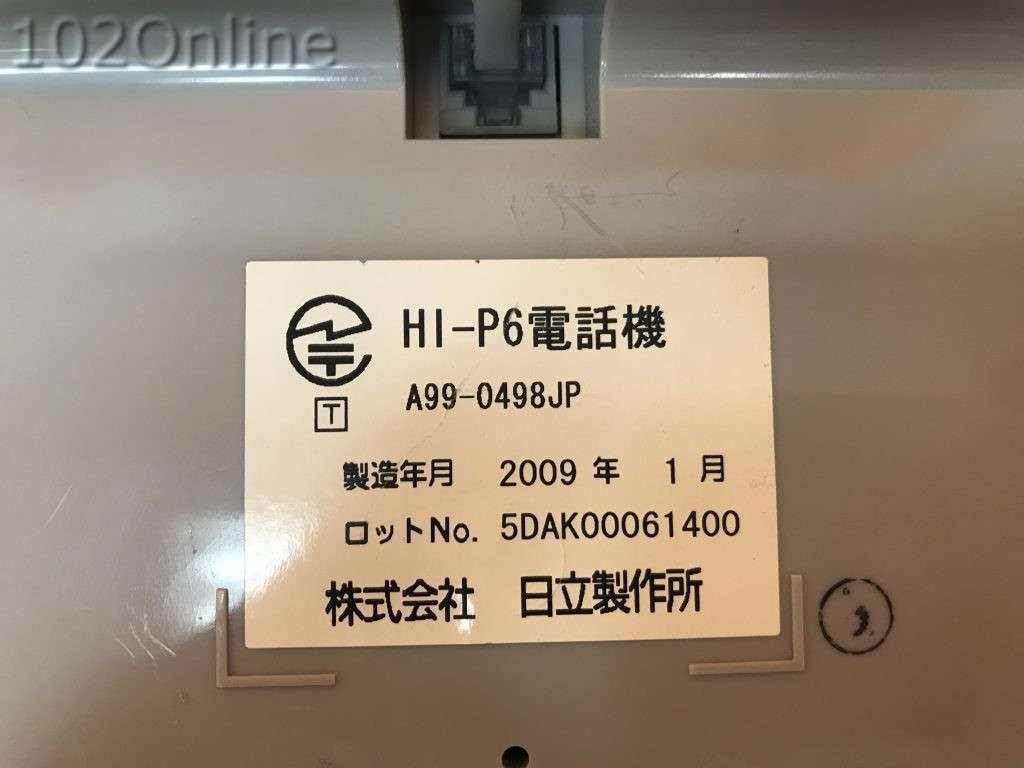 102Online
HI-P6電話機
A99-0498JP
T
製造年月 2009 年 1 月
ロットNo. 5DAK00061400
株式会社 日立製作所